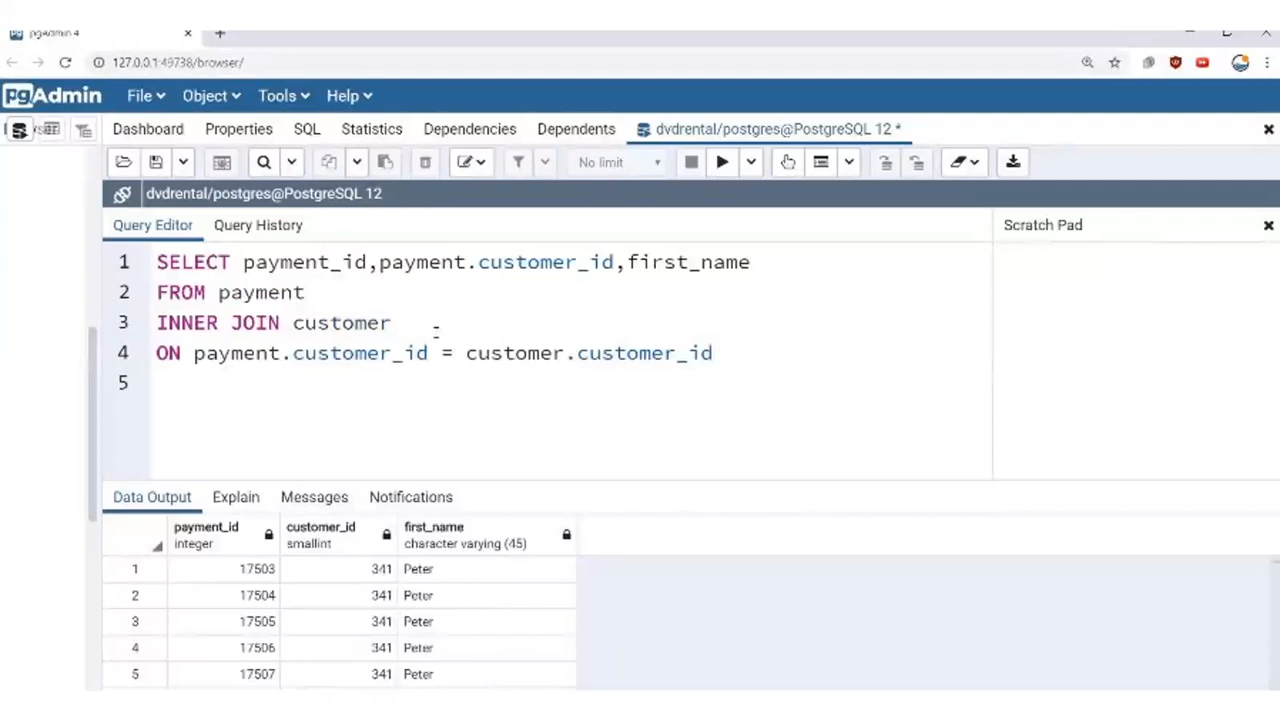 pgAdmin 4
127.0.0.1:49738/browser/
pgAdmin File Object Tools Help
Dashboard Properties SQL Statistics Dependencies Dependents dvdrental/postgres@PostgreSQL 12 *
No limit
dvdrental/postgres@PostgreSQL 12
Query Editor Query History Scratch Pad
1 SELECT payment_id,payment.customer_id,first_name
2 FROM payment
3 INNER JOIN customer
4 ON payment.customer_id = customer.customer_id
5
Data Output Explain Messages Notifications
payment_id customer_id first_name
integer smallint character varying (45)
1 17503 341 Peter
2 17504 341 Peter
3 17505 341 Peter
4 17506 341 Peter
5 17507 341 Peter